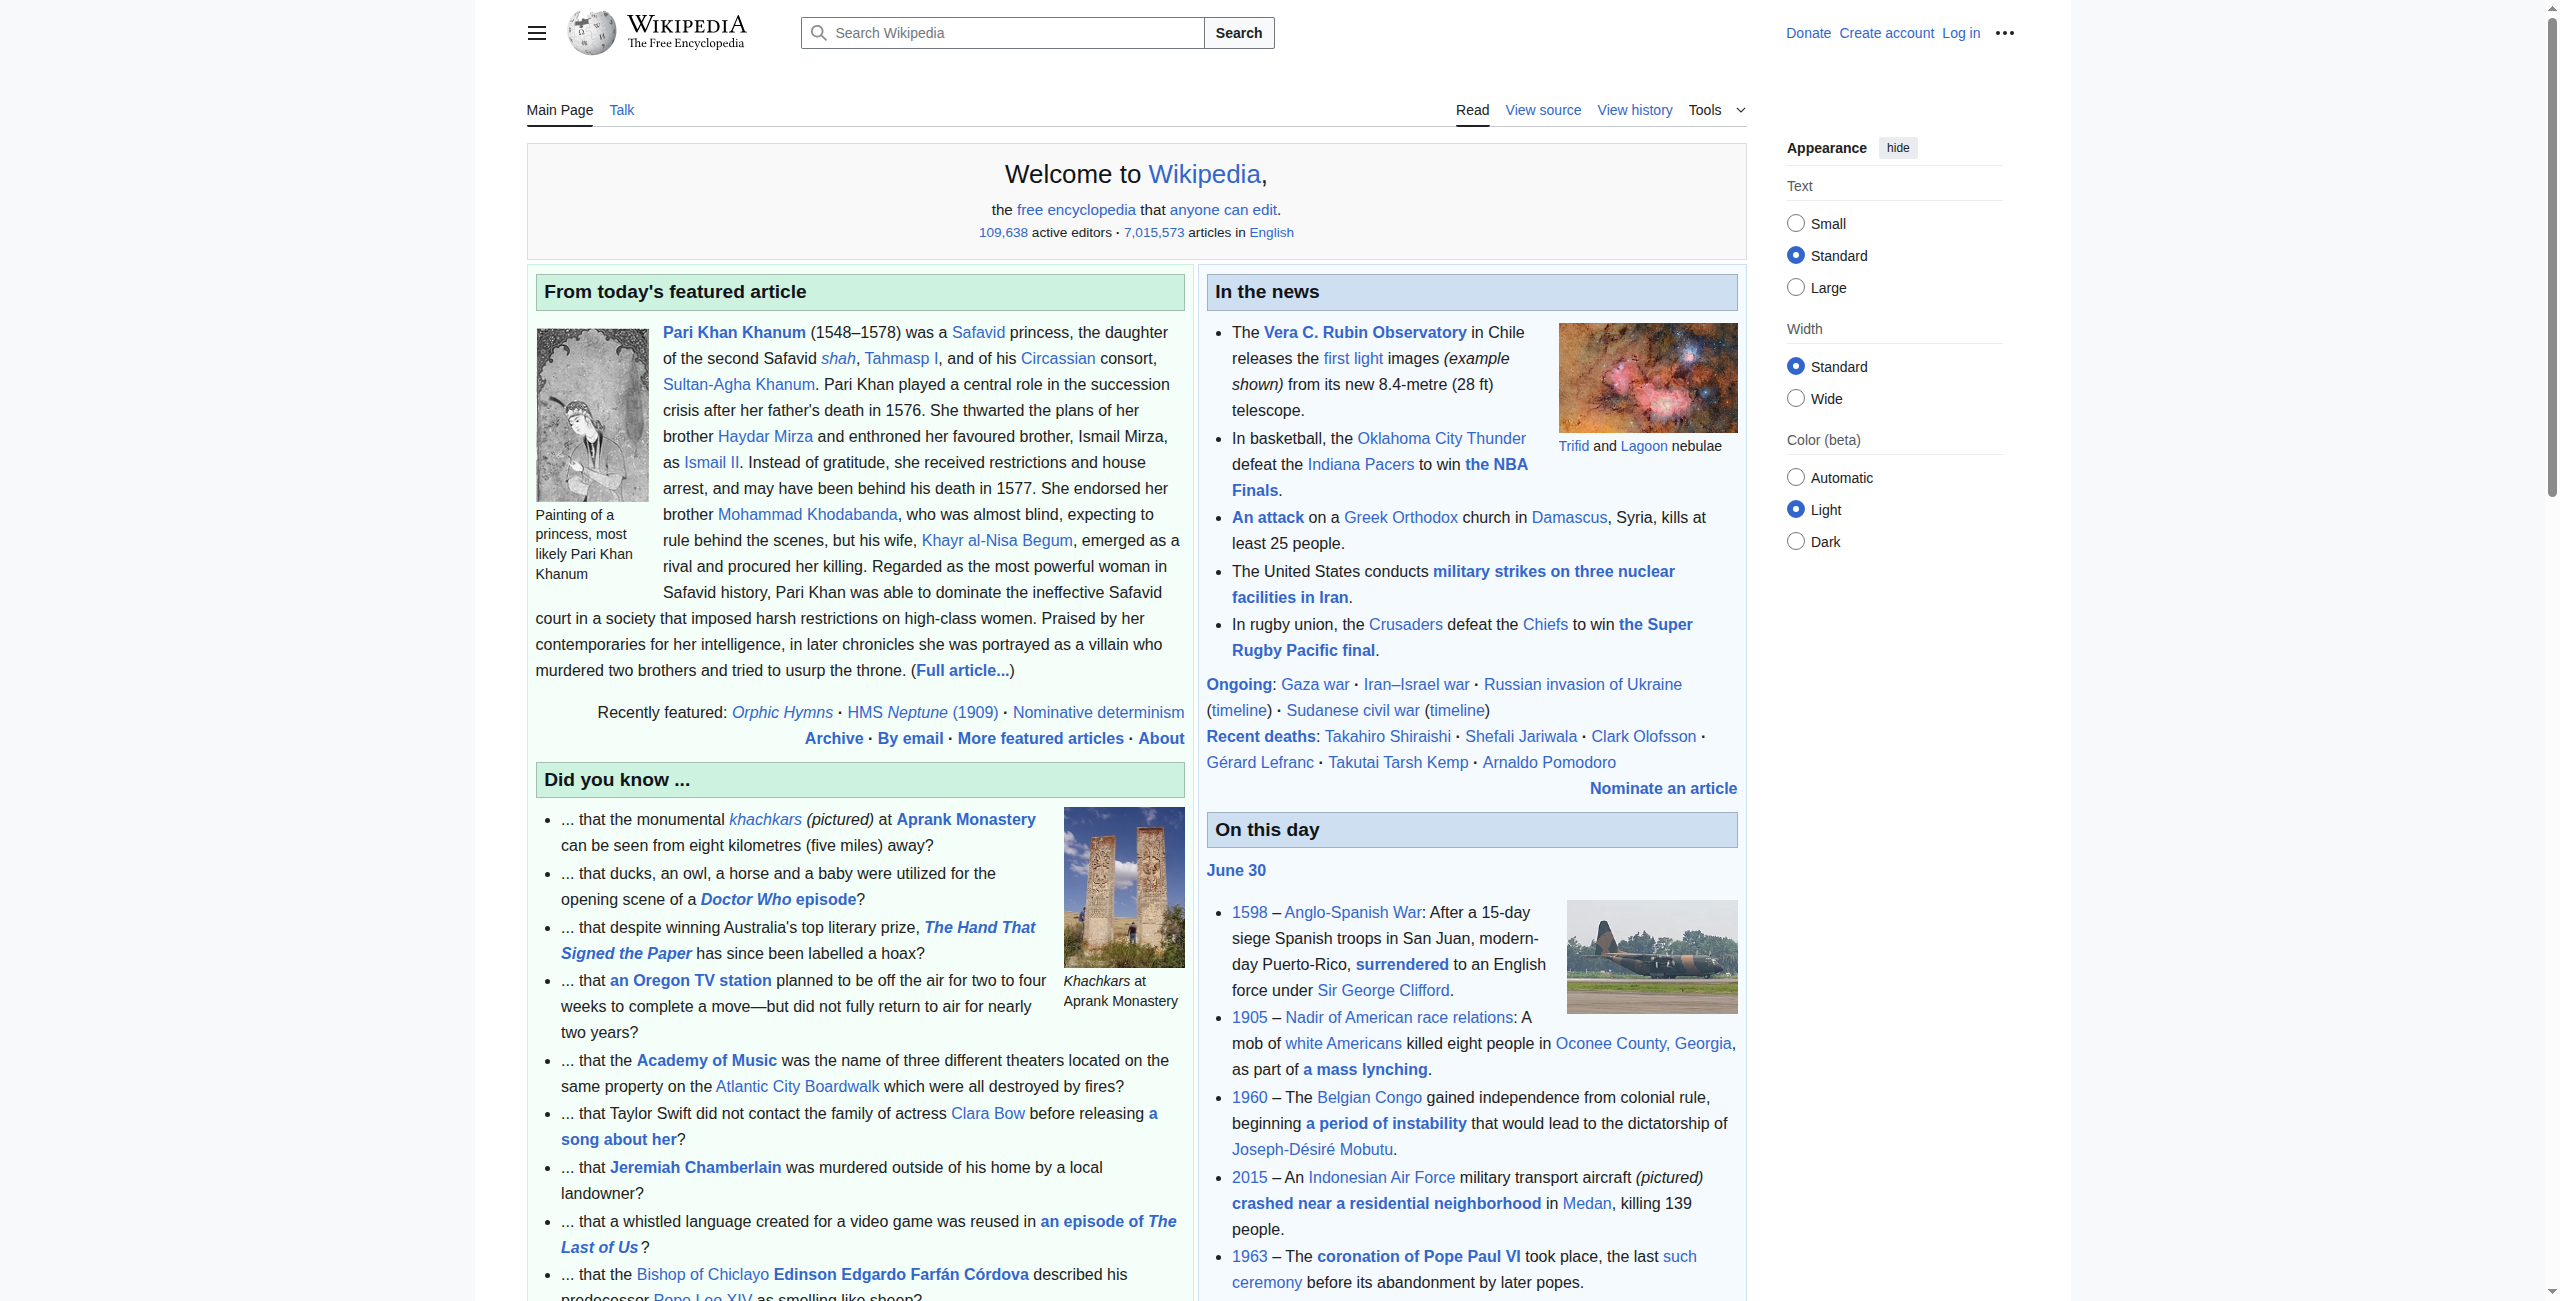 WIKIPEDIA
The Free Encyclopedia
Search Wikipedia
Search
Donate Create account Log in
Main Page Talk
Read View source View history Tools
Welcome to Wikipedia,
the free encyclopedia that anyone can edit.
109,638 active editors · 7,015,573 articles in English
From today's featured article
Pari Khan Khanum (1548–1578) was a Safavid princess, the daughter
of the second Safavid shah, Tahmasp I, and of his Circassian consort,
Sultan-Agha Khanum. Pari Khan played a central role in the succession
crisis after her father's death in 1576. She thwarted the plans of her
brother Haydar Mirza and enthroned her favoured brother, Ismail Mirza,
as Ismail II. Instead of gratitude, she received restrictions and house
arrest, and may have been behind his death in 1577. She endorsed her
brother Mohammad Khodabanda, who was almost blind, expecting to
rule behind the scenes, but his wife, Khayr al-Nisa Begum, emerged as a
rival and procured her killing. Regarded as the most powerful woman in
Safavid history, Pari Khan was able to dominate the ineffective Safavid
court in a society that imposed harsh restrictions on high-class women. Praised by her
contemporaries for her intelligence, in later chronicles she was portrayed as a villain who
murdered two brothers and tried to usurp the throne. (Full article...)
Painting of a
princess, most
likely Pari Khan
Khanum
Recently featured: Orphic Hymns · HMS Neptune (1909) · Nominative determinism
Archive · By email · More featured articles · About
Did you know ...
... that the monumental khachkars (pictured) at Aprank Monastery
can be seen from eight kilometres (five miles) away?
... that ducks, an owl, a horse and a baby were utilized for the
opening scene of a Doctor Who episode?
... that despite winning Australia's top literary prize, The Hand That
Signed the Paper has since been labelled a hoax?
... that an Oregon TV station planned to be off the air for two to four
weeks to complete a move—but did not fully return to air for nearly
two years?
Khachkars at
Aprank Monastery
... that the Academy of Music was the name of three different theaters located on the
same property on the Atlantic City Boardwalk which were all destroyed by fires?
... that Taylor Swift did not contact the family of actress Clara Bow before releasing a
song about her?
... that Jeremiah Chamberlain was murdered outside of his home by a local
landowner?
... that a whistled language created for a video game was reused in an episode of The
Last of Us?
... that the Bishop of Chiclayo Edinson Edgardo Farfán Córdova described his
predecessor Pope Leo XIV as smelling like sheep?
In the news
The Vera C. Rubin Observatory in Chile
releases the first light images (example
shown) from its new 8.4-metre (28 ft)
telescope.
Trifid and Lagoon nebulae
In basketball, the Oklahoma City Thunder
defeat the Indiana Pacers to win the NBA
Finals.
An attack on a Greek Orthodox church in Damascus, Syria, kills at
least 25 people.
The United States conducts military strikes on three nuclear
facilities in Iran.
In rugby union, the Crusaders defeat the Chiefs to win the Super
Rugby Pacific final.
Ongoing: Gaza war · Iran–Israel war · Russian invasion of Ukraine
(timeline) · Sudanese civil war (timeline)
Recent deaths: Takahiro Shiraishi · Shefali Jariwala · Clark Olofsson ·
Gérard Lefranc · Takutai Tarsh Kemp · Arnaldo Pomodoro
Nominate an article
On this day
June 30
1598 – Anglo-Spanish War: After a 15-day
siege Spanish troops in San Juan, modern-
day Puerto-Rico, surrendered to an English
force under Sir George Clifford.
1905 – Nadir of American race relations: A
mob of white Americans killed eight people in Oconee County, Georgia,
as part of a mass lynching.
1960 – The Belgian Congo gained independence from colonial rule,
beginning a period of instability that would lead to the dictatorship of
Joseph-Désiré Mobutu.
2015 – An Indonesian Air Force military transport aircraft (pictured)
crashed near a residential neighborhood in Medan, killing 139
people.
1963 – The coronation of Pope Paul VI took place, the last such
ceremony before its abandonment by later popes.
Appearance hide
Text
Small
Standard
Large
Width
Standard
Wide
Color (beta)
Automatic
Light
Dark